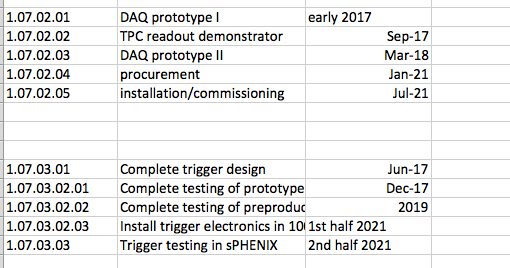 1.07.02.01 DAQ prototype I early 2017
1.07.02.02 TPC readout demonstrator Sep-17
1.07.02.03 DAQ prototype II Mar-18
1.07.02.04 procurement Jan-21
1.07.02.05 installation/commissioning Jul-21
1.07.03.01 Complete trigger design Jun-17
1.07.03.02.01 Complete testing of prototype Dec-17
1.07.03.02.02 Complete testing of preproduc 2019
1.07.03.02.03 Install trigger electronics in 10 1st half 2021
1.07.03.03 Trigger testing in sPHENIX 2nd half 2021